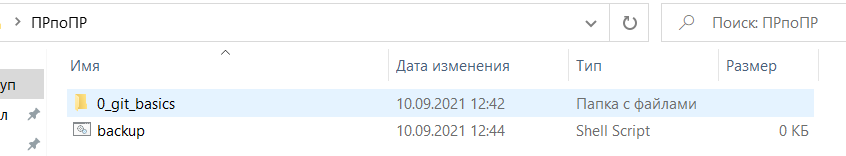 ПРпоПР
Поиск: ПРпоПР
Имя
Дата изменения
Тип
Размер
уп
0_git_basics
10.09.2021 12:42
Папка с файлами
л
backup
10.09.2021 12:44
Shell Script
0 КБ